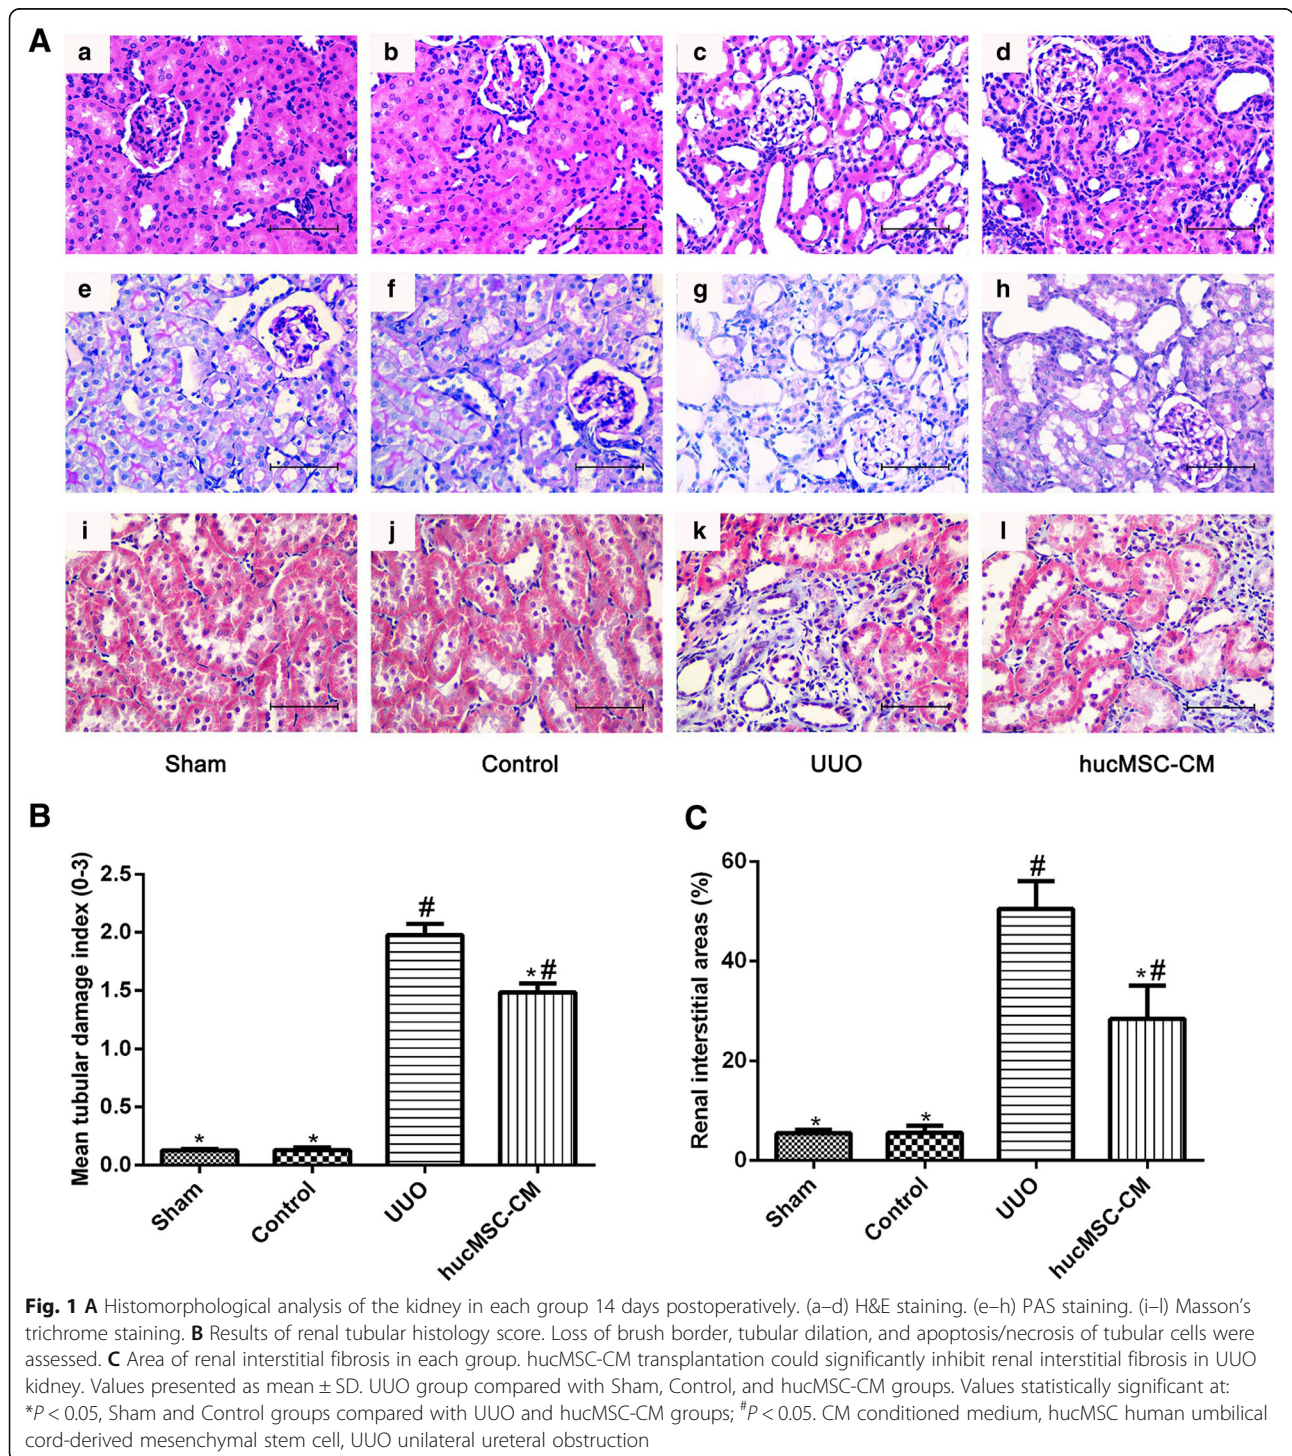 A
a
b
c
d
e
f
g
h
i
j
k
l
Sham
Control
UUO
hucMSC-CM
B
Mean tubular damage index (0-3)
2.5
2.0
1.5
1.0
0.5
0.0
*
*
#
*#
Sham
Control
UUO
hucMSC-CM
C
Renal interstitial areas (%)
60
40
20
0
*
*
#
*#
Sham
Control
UUO
hucMSC-CM
Fig. 1 A Histomorphological analysis of the kidney in each group 14 days postoperatively. (a–d) H&E staining. (e–h) PAS staining. (i–l) Masson's
trichrome staining. B Results of renal tubular histology score. Loss of brush border, tubular dilation, and apoptosis/necrosis of tubular cells were
assessed. C Area of renal interstitial fibrosis in each group. hucMSC-CM transplantation could significantly inhibit renal interstitial fibrosis in UUO
kidney. Values presented as mean ± SD. UUO group compared with Sham, Control, and hucMSC-CM groups. Values statistically significant at:
*P < 0.05, Sham and Control groups compared with UUO and hucMSC-CM groups; #P < 0.05. CM conditioned medium, hucMSC human umbilical
cord-derived mesenchymal stem cell, UUO unilateral ureteral obstruction